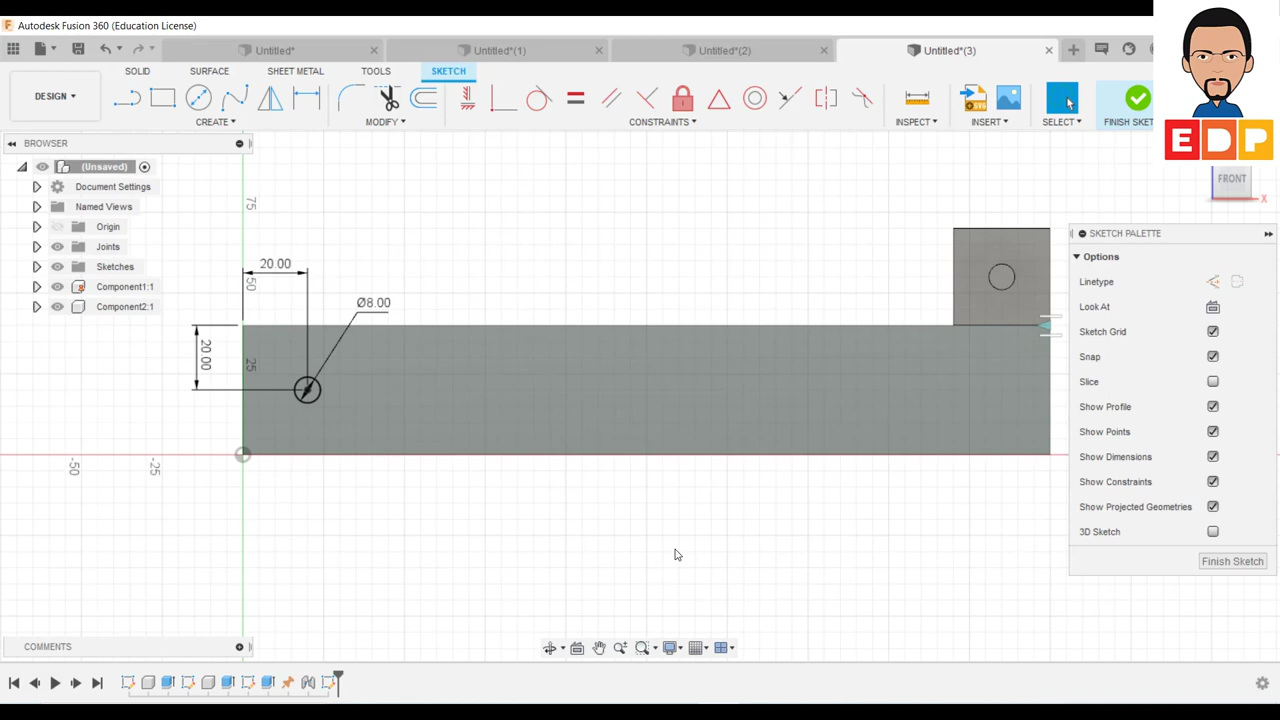 Autodesk Fusion 360 (Education License)
Untitled*
Untitled*(1)
Untitled*(2)
Untitled*(3)
SOLID
SURFACE
SHEET METAL
TOOLS
SKETCH
DESIGN
CREATE
MODIFY
CONSTRAINTS
INSPECT
INSERT
SELECT
FINISH SKET
EDP
BROWSER
(Unsaved)
Document Settings
Named Views
Origin
Joints
Sketches
Component1:1
Component2:1
FRONT
X
75
50
25
-50
-25
20.00
20.00
Ø8.00
SKETCH PALETTE
Options
Linetype
Look At
Sketch Grid
Snap
Slice
Show Profile
Show Points
Show Dimensions
Show Constraints
Show Projected Geometries
3D Sketch
Finish Sketch
COMMENTS